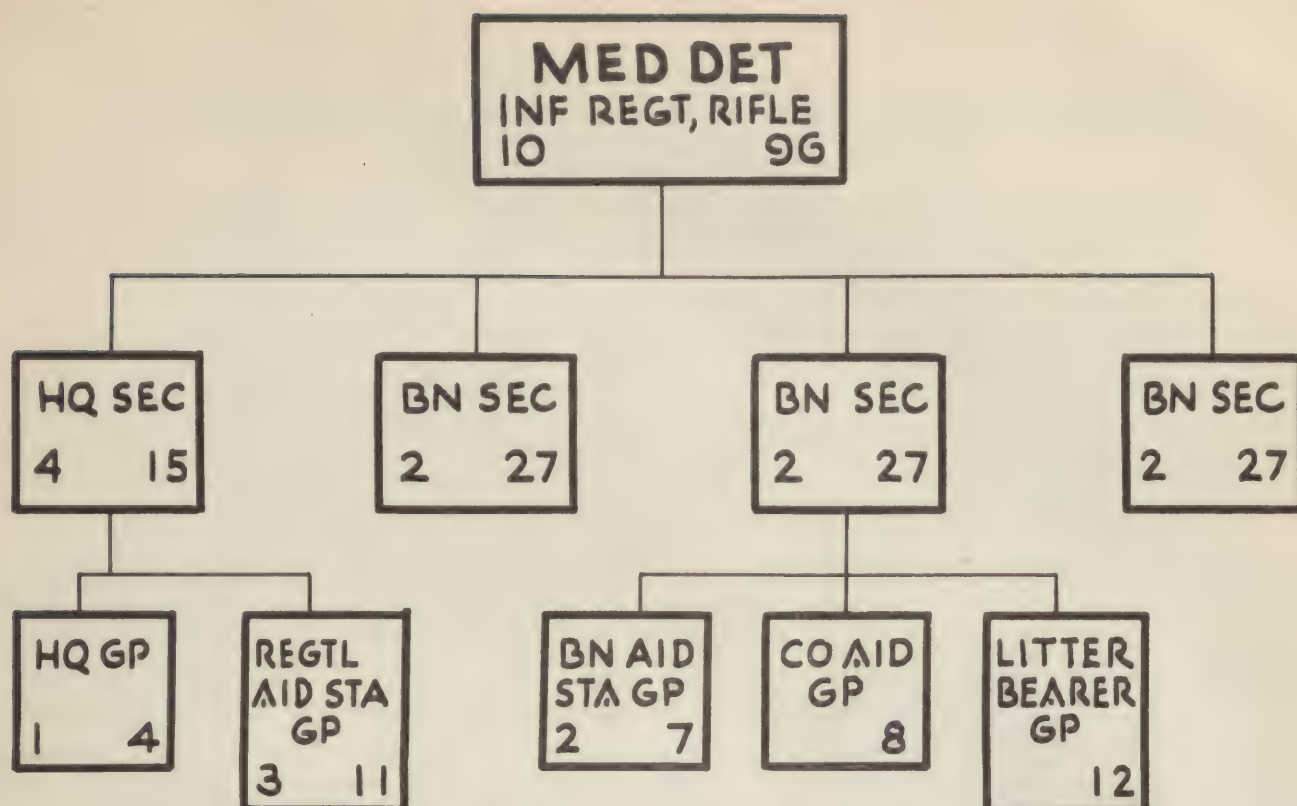 MED DET
INF REGT, RIFLE
10 96
HQ SEC
4 15
BN SEC
2 27
BN SEC
2 27
BN SEC
2 27
HQ GP
1 4
REGTL
AID STA
GP
3 11
BN AID
STA GP
2 7
CO AID
GP
8
LITTER
BEARER
GP
12